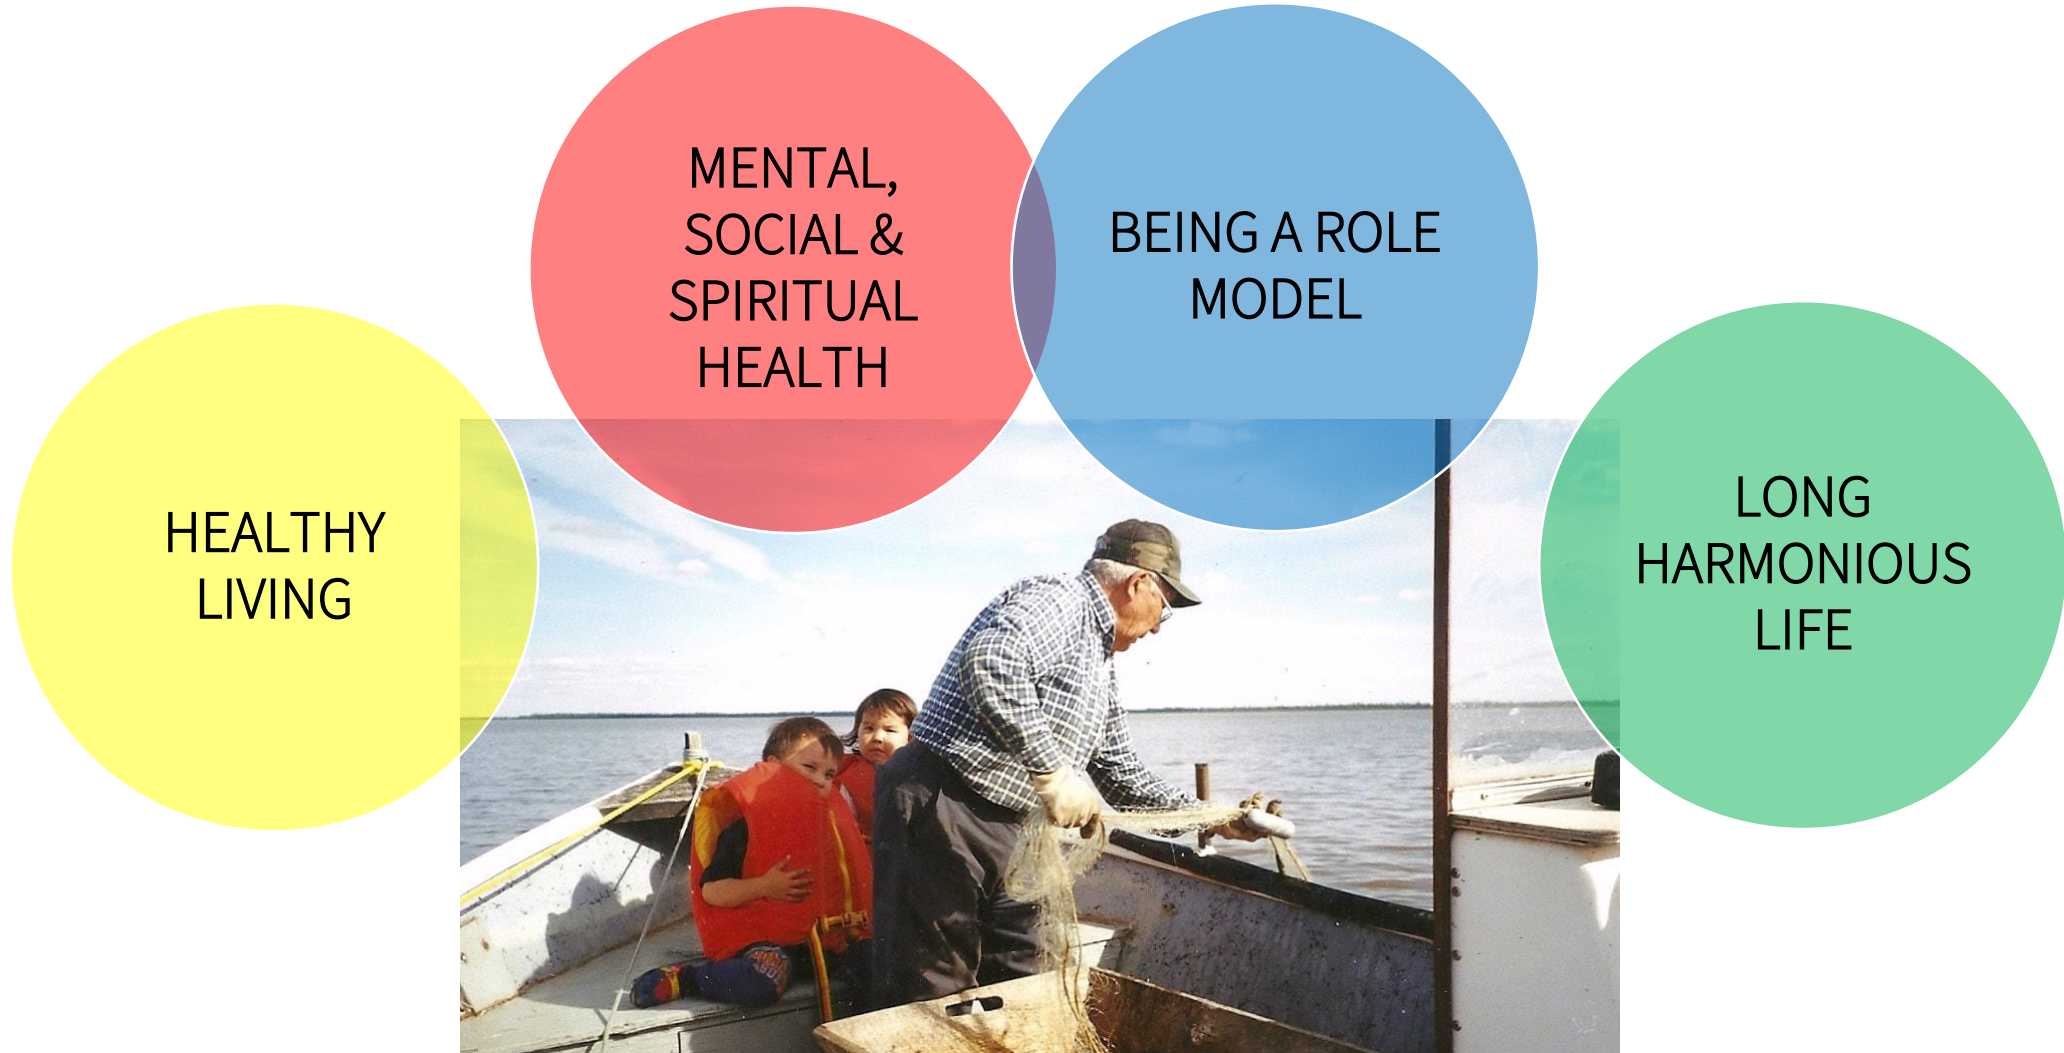 MENTAL,
SOCIAL &
SPIRITUAL
HEALTH
BEING A ROLE
MODEL
HEALTHY
LIVING
LONG
HARMONIOUS
LIFE